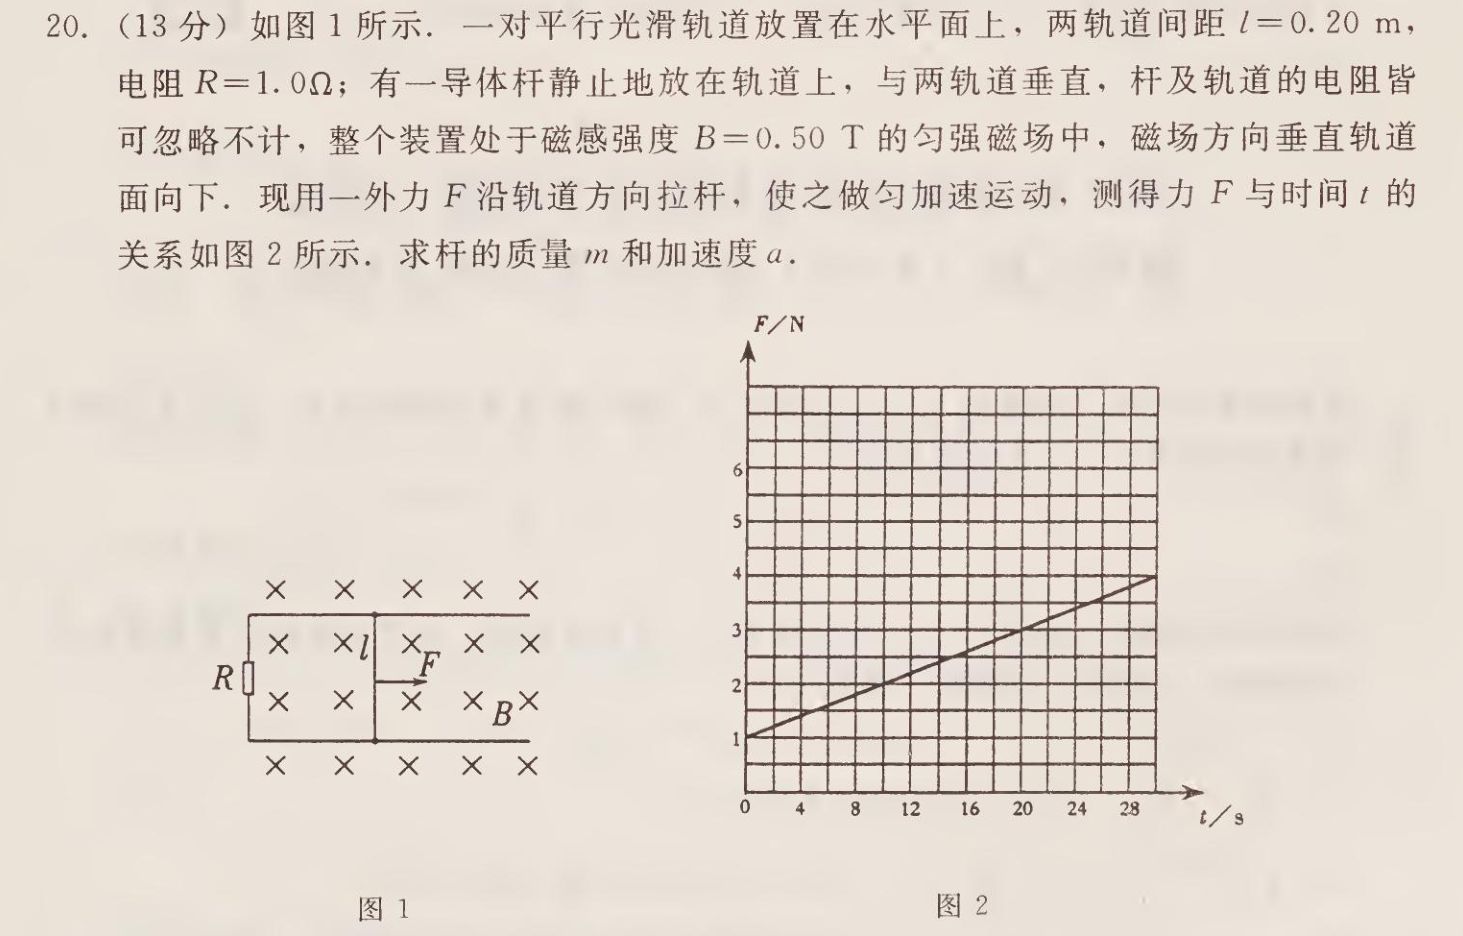 20. (13 分) 如图 1 所示. 一对平行光滑轨道放置在水平面上, 两轨道间距 l=0.20 m,
电阻 R=1.0Ω; 有一导体杆静止地放在轨道上, 与两轨道垂直, 杆及轨道的电阻皆
可忽略不计, 整个装置处于磁感强度 B=0.50 T 的匀强磁场中, 磁场方向垂直轨道
面向下. 现用一外力 F 沿轨道方向拉杆, 使之做匀加速运动, 测得力 F 与时间 t 的
关系如图 2 所示. 求杆的质量 m 和加速度 a.
F/N
6
5
4
3
2
1
0 4 8 12 16 20 24 28
t/s
l
F
R
B
图 1
图 2